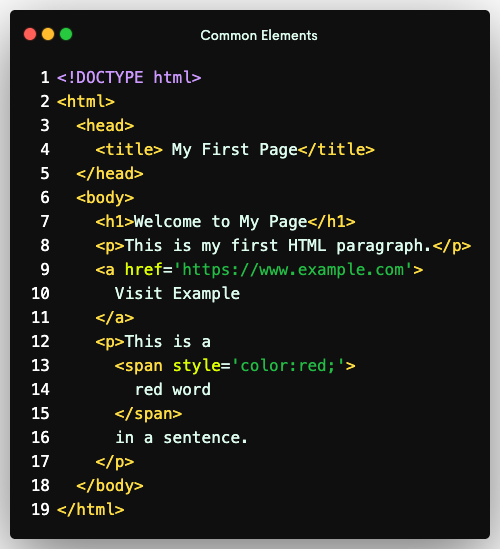 Common Elements
1 <!DOCTYPE html>
2 <html>
3   <head>
4     <title> My First Page</title>
5   </head>
6   <body>
7     <h1>Welcome to My Page</h1>
8     <p>This is my first HTML paragraph.</p>
9     <a href='https://www.example.com'>
10       Visit Example
11     </a>
12     <p>This is a
13       <span style='color:red;'>
14         red word
15       </span>
16       in a sentence.
17     </p>
18   </body>
19 </html>